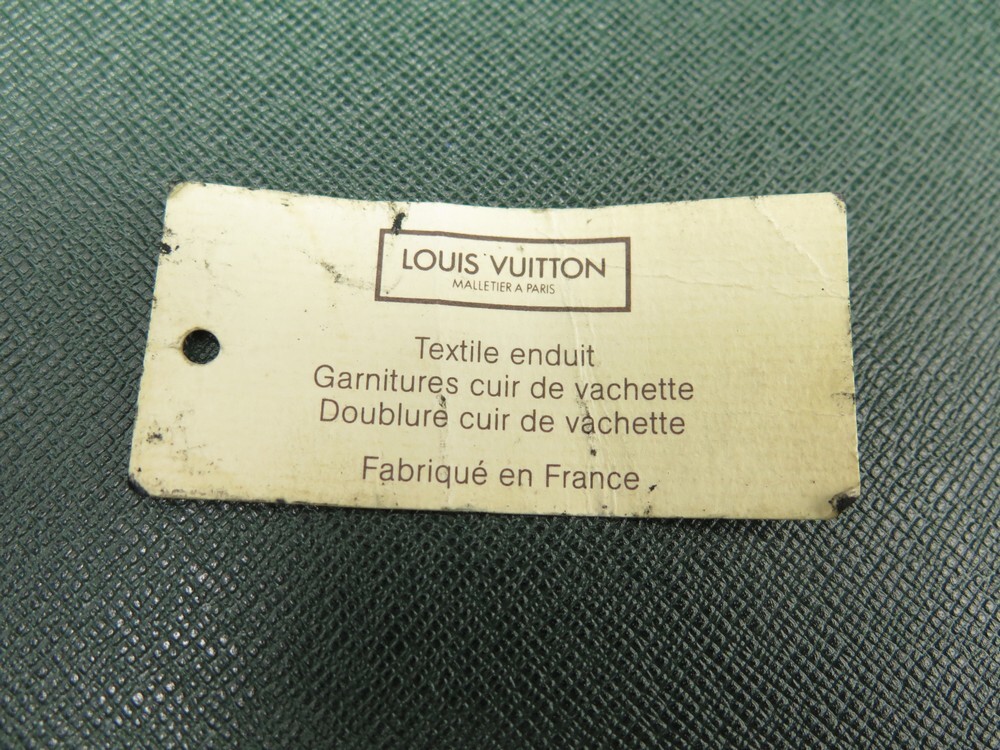 LOUIS VUITTON
MALLETIER A PARIS
Textile enduit
Garnitures cuir de vachette
Doublure cuir de vachette
Fabriqué en France